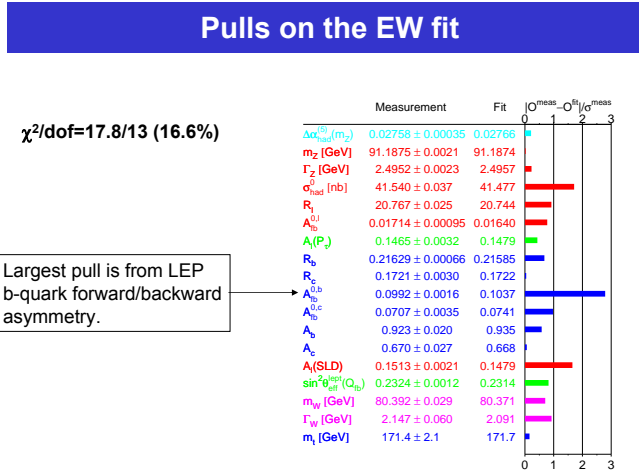 Pulls on the EW fit
χ²/dof=17.8/13 (16.6%)
Measurement Fit |Oᵐᵉᵃˢ–Oᶠⁱᵗ|/σᵐᵉᵃˢ
0 1 2 3
Δα_had^(5)(m_Z) 0.02758 ± 0.00035 0.02766
m_Z [GeV] 91.1875 ± 0.0021 91.1874
Γ_Z [GeV] 2.4952 ± 0.0023 2.4957
σ_had^0 [nb] 41.540 ± 0.037 41.477
R_l 20.767 ± 0.025 20.744
A_fb^0,l 0.01714 ± 0.00095 0.01640
A_l(P_τ) 0.1465 ± 0.0032 0.1479
R_b 0.21629 ± 0.00066 0.21585
R_c 0.1721 ± 0.0030 0.1722
A_fb^0,b 0.0992 ± 0.0016 0.1037
A_fb^0,c 0.0707 ± 0.0035 0.0741
A_b 0.923 ± 0.020 0.935
A_c 0.670 ± 0.027 0.668
A_l(SLD) 0.1513 ± 0.0021 0.1479
sin²θ_eff^lept(Q_fb) 0.2324 ± 0.0012 0.2314
m_W [GeV] 80.392 ± 0.029 80.371
Γ_W [GeV] 2.147 ± 0.060 2.091
m_t [GeV] 171.4 ± 2.1 171.7
0 1 2 3
Largest pull is from LEP
b-quark forward/backward
asymmetry.